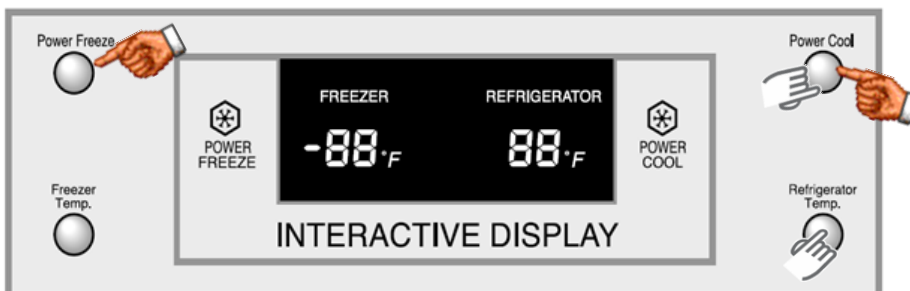 Power Freeze
Power Cool
FREEZER
REFRIGERATOR
POWER
FREEZE
-88°F
88°F
POWER
COOL
Freezer
Temp.
Refrigerator
Temp.
INTERACTIVE DISPLAY